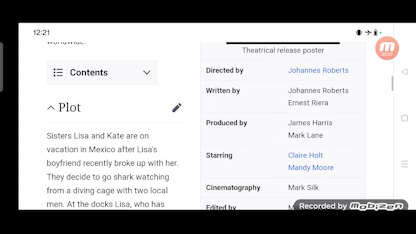 12:21
worldwide.
Contents
Plot
Sisters Lisa and Kate are on
vacation in Mexico after Lisa's
boyfriend recently broke up with her.
They decide to go shark watching
from a diving cage with two local
men. At the docks Lisa, who has
Theatrical release poster
Directed by Johannes Roberts
Written by Johannes Roberts
Ernest Riera
Produced by James Harris
Mark Lane
Starring Claire Holt
Mandy Moore
Cinematography Mark Silk
Edited by
Recorded by Mobizen